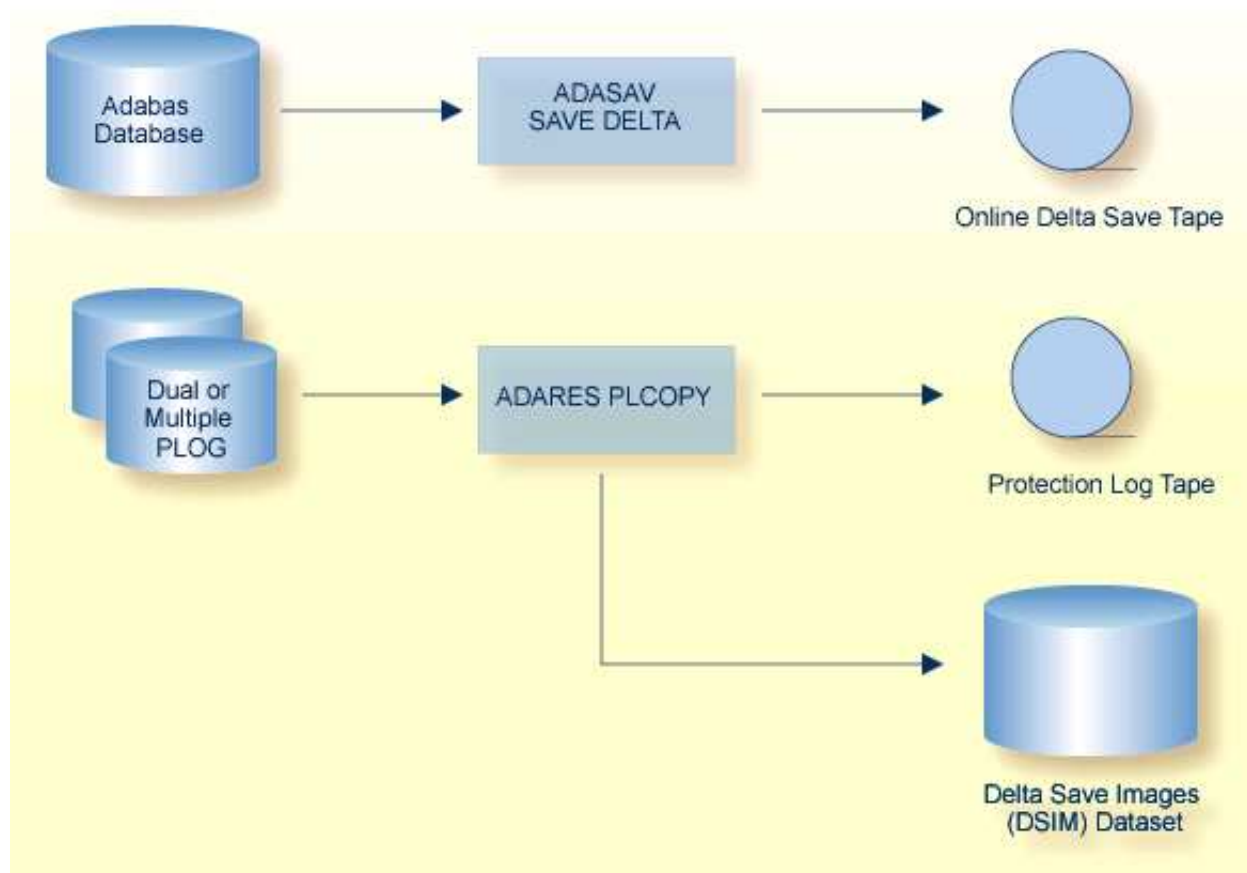 Adabas
Database
ADASAV
SAVE DELTA
Online Delta Save Tape
Dual or
Multiple
PLOG
ADARES PLCOPY
Protection Log Tape
Delta Save Images
(DSIM) Dataset